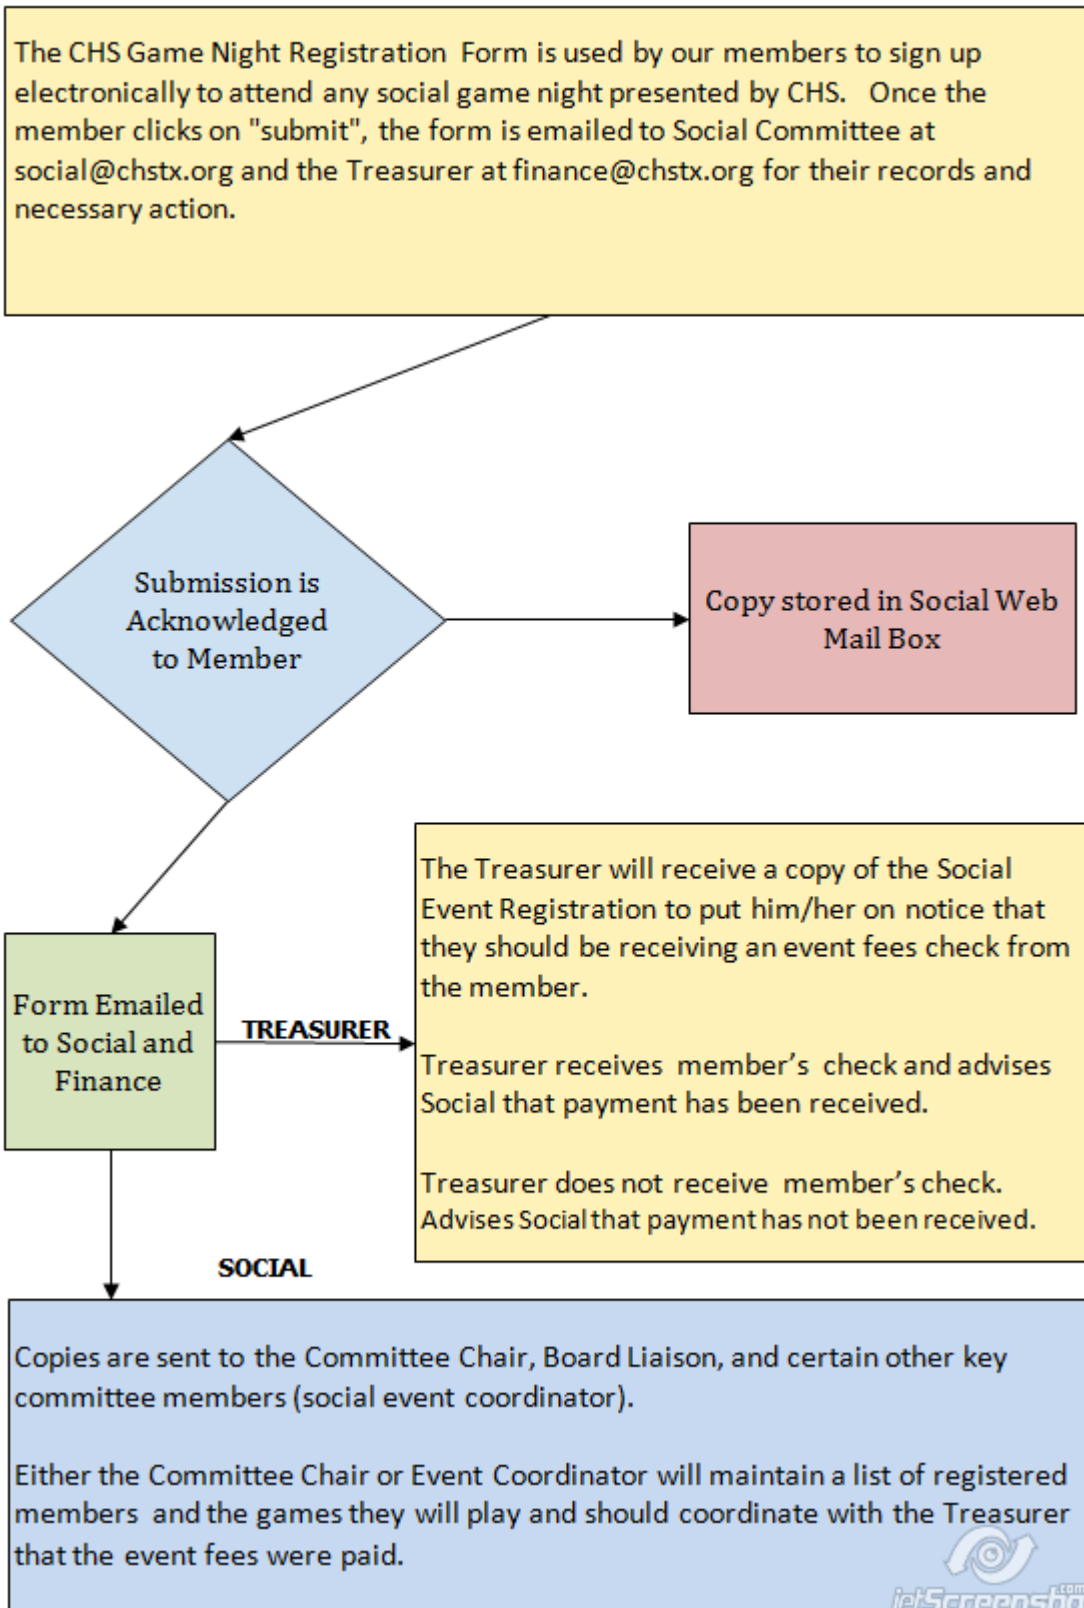 The CHS Game Night Registration Form is used by our members to sign up
electronically to attend any social game night presented by CHS. Once the
member clicks on "submit", the form is emailed to Social Committee at
social@chstx.org and the Treasurer at finance@chstx.org for their records and
necessary action.
Submission is
Acknowledged
to Member
Copy stored in Social Web
Mail Box
The Treasurer will receive a copy of the Social
Event Registration to put him/her on notice that
they should be receiving an event fees check from
the member.
Treasurer receives member’s check and advises
Social that payment has been received.
Treasurer does not receive member’s check.
Advises Social that payment has not been received.
Form Emailed
to Social and
Finance
TREASURER
SOCIAL
Copies are sent to the Committee Chair, Board Liaison, and certain other key
committee members (social event coordinator).
Either the Committee Chair or Event Coordinator will maintain a list of registered
members and the games they will play and should coordinate with the Treasurer
that the event fees were paid.